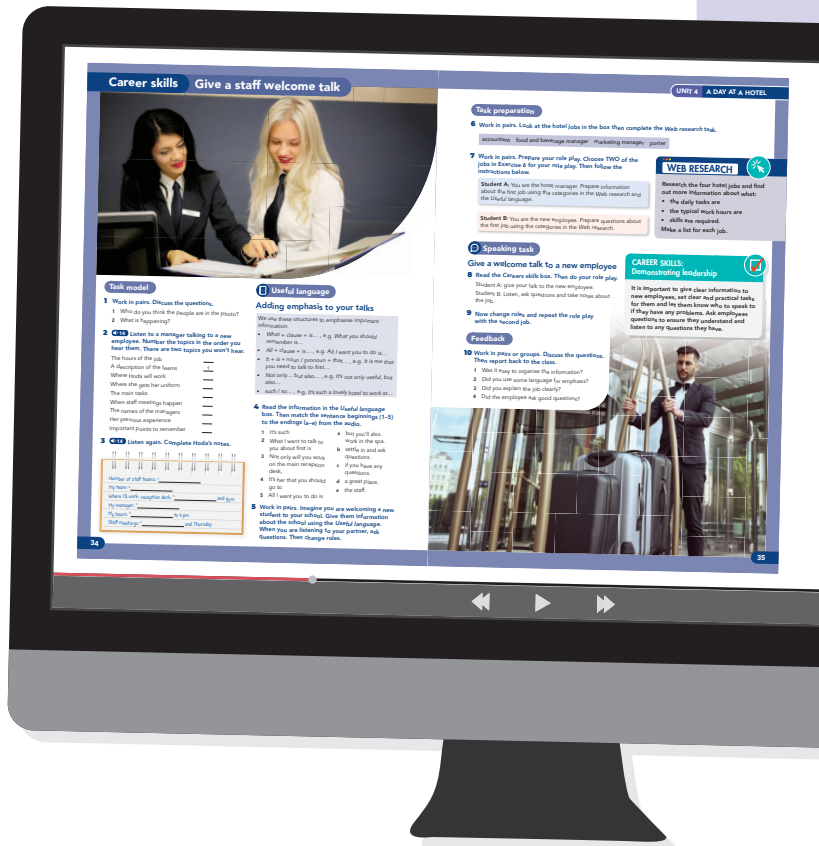 Career skills Give a staff welcome talk
Task model
1 Work in pairs. Discuss the questions.
1 Who do you think the people are in the photo?
2 What is happening?
2 14 Listen to a manager talking to a new
employee. Number the topics in the order you
hear them. There are two topics you won't hear.
The hours of the job
A description of the teams 1
Where Hoda will work
Where she gets her uniform
The main tasks
When staff meetings happen
The names of the managers
Her previous experience
Important points to remember
3 14 Listen again. Complete Hoda's notes.
Number of staff teams: 1
My team: 2
Where I'll work: reception desk, 3 and gym
My manager: 4
My hours: 5 to 4 pm
Staff meetings: 6 and Thursday
34
Useful language
Adding emphasis to your talks
We use these structures to emphasise important
information:
• What + clause + is… , e.g. What you should
remember is…
• All + clause + is… , e.g. All I want to do is…
• It + is + noun / pronoun + that… , e.g. It is me that
you need to talk to first…
• Not only… but also… , e.g. It's not only useful, but
also…
• such / so… , e.g. It's such a lovely hotel to work at…
4 Read the information in the Useful language
box. Then match the sentence beginnings (1–5)
to the endings (a–e) from the audio.
1 It's such
2 What I want to talk to
you about first is
3 Not only will you work
on the main reception
desk,
4 It's her that you should
go to
5 All I want you to do is
a but you'll also
work in the spa.
b settle in and ask
questions.
c if you have any
questions.
d a great place.
e the staff.
5 Work in pairs. Imagine you are welcoming a new
student to your school. Give them information
about the school using the Useful language.
When you are listening to your partner, ask
questions. Then change roles.
UNIT 4 A DAY AT A HOTEL
Task preparation
6 Work in pairs. Look at the hotel jobs in the box then complete the Web research task.
accountant food and beverage manager marketing manager porter
7 Work in pairs. Prepare your role play. Choose TWO of the
jobs in Exercise 6 for your role play. Then follow the
instructions below.
Student A: You are the hotel manager. Prepare information
about the first job using the categories in the Web research and
the Useful language.
Student B: You are the new employee. Prepare questions about
the first job using the categories in the Web research.
WEB RESEARCH
Research the four hotel jobs and find
out more information about what:
• the daily tasks are
• the typical work hours are
• skills are required.
Make a list for each job.
Speaking task
Give a welcome talk to a new employee
8 Read the Careers skills box. Then do your role play.
Student A: give your talk to the new employee.
Student B: Listen, ask questions and take notes about
the job.
9 Now change roles and repeat the role play
with the second job.
CAREER SKILLS:
Demonstrating leadership
It is important to give clear information to
new employees, set clear and practical tasks
for them and let them know who to speak to
if they have any problems. Ask employees
questions to ensure they understand and
listen to any questions they have.
Feedback
10 Work in pairs or groups. Discuss the questions.
Then report back to the class.
1 Was it easy to organise the information?
2 Did you use some language for emphasis?
3 Did you explain the job clearly?
4 Did the employee ask good questions?
35